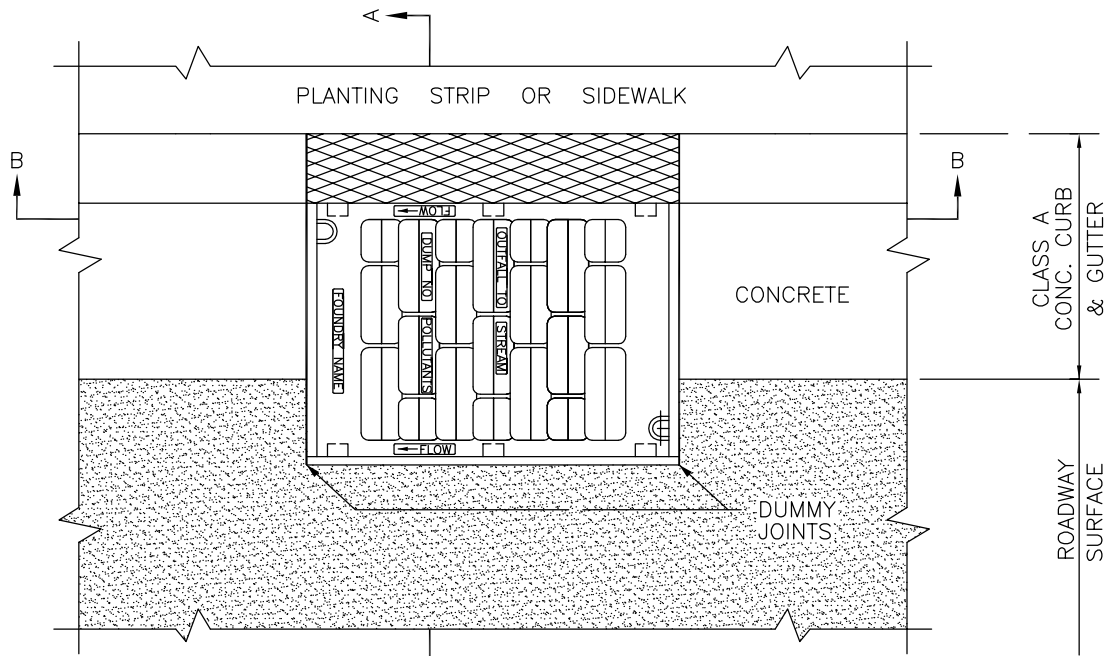 A
PLANTING STRIP OR SIDEWALK
B
B
FLOW
DUMP NO
POLLUTANTS
OUTFALL TO
STREAM
FOUNDRY NAME
CONCRETE
CLASS A
CONC. CURB
& GUTTER
FLOW
DUMMY
JOINTS
ROADWAY
SURFACE